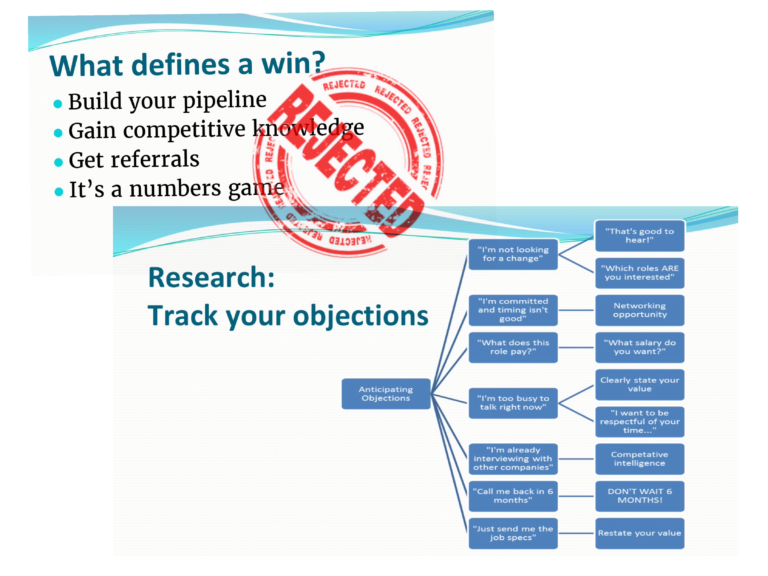 What defines a win?
Build your pipeline
Gain competitive knowledge
Get referrals
It's a numbers game
REJECTED REJECTED REJECTED
REJECTED
REJECTED
Research:
Track your objections
Anticipating
Objections
"I'm not looking
for a change"
"That's good to
hear!"
"Which roles ARE
you interested"
"I'm committed
and timing isn't
good"
Networking
opportunity
"What does this
role pay?"
"What salary do
you want?"
"I'm too busy to
talk right now"
Clearly state your
value
"I want to be
respectful of your
time..."
"I'm already
interviewing with
other companies"
Competative
intelligence
"Call me back in 6
months"
DON'T WAIT 6
MONTHS!
"Just send me the
job specs"
Restate your value